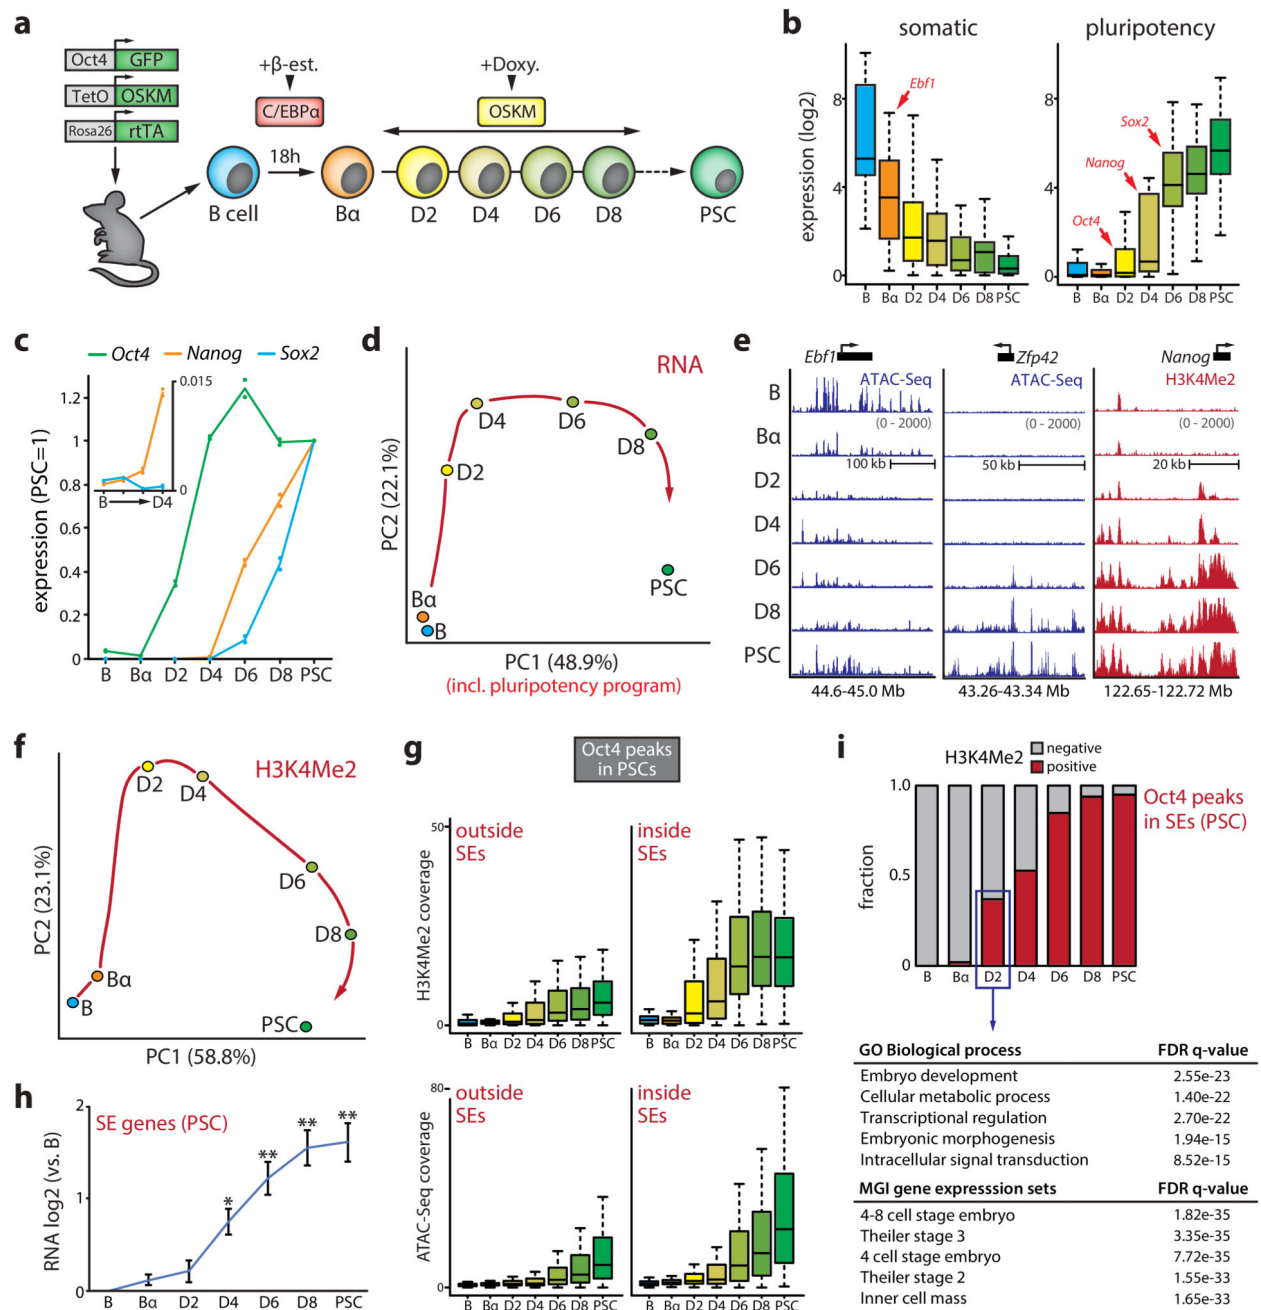 a
Oct4 GFP
TetO OSKM
Rosa26 rtTA
+β-est.
C/EBPα
+Doxy.
OSKM
18h
B cell Bα D2 D4 D6 D8 PSC
b
somatic pluripotency
expression (log2)
8
4
0
Ebf1
B Bα D2 D4 D6 D8 PSC
8
4
0
Sox2
Nanog
Oct4
B Bα D2 D4 D6 D8 PSC
c
Oct4 Nanog Sox2
expression (PSC=1)
1.2
1
0.8
0.6
0.4
0.2
0
0.015
0
B D4
B Bα D2 D4 D6 D8 PSC
d
RNA
PC2 (22.1%)
D4 D6
D8
D2
PSC
Bα
B
PC1 (48.9%)
(incl. pluripotency program)
e
Ebf1 Zfp42 Nanog
ATAC-Seq ATAC-Seq H3K4Me2
(0 - 2000) (0 - 2000) (0 - 2000)
100 kb 50 kb 20 kb
B
Bα
D2
D4
D6
D8
PSC
44.6-45.0 Mb 43.26-43.34 Mb 122.65-122.72 Mb
f
H3K4Me2
PC2 (23.1%)
D2 D4
D6
D8
Bα
B
PSC
PC1 (58.8%)
g
Oct4 peaks
in PSCs
H3K4Me2 coverage
50
0
outside
SEs
inside
SEs
B Bα D2 D4 D6 D8 PSC
B Bα D2 D4 D6 D8 PSC
ATAC-Seq coverage
80
0
outside
SEs
inside
SEs
B Bα D2 D4 D6 D8 PSC
B Bα D2 D4 D6 D8 PSC
h
RNA log2 (vs. B)
2
1
0
SE genes (PSC)
* ** ** **
B Bα D2 D4 D6 D8 PSC
i
H3K4Me2
negative
positive
Oct4 peaks
in SEs (PSC)
fraction
1.0
0.5
0
B Bα D2 D4 D6 D8 PSC
GO Biological process FDR q-value
Embryo development 2.55e-23
Cellular metabolic process 1.40e-22
Transcriptional regulation 2.70e-22
Embryonic morphogenesis 1.94e-15
Intracellular signal transduction 8.52e-15
MGI gene expresssion sets FDR q-value
4-8 cell stage embryo 1.82e-35
Theiler stage 3 3.35e-35
4 cell stage embryo 7.72e-35
Theiler stage 2 1.55e-33
Inner cell mass 1.65e-33